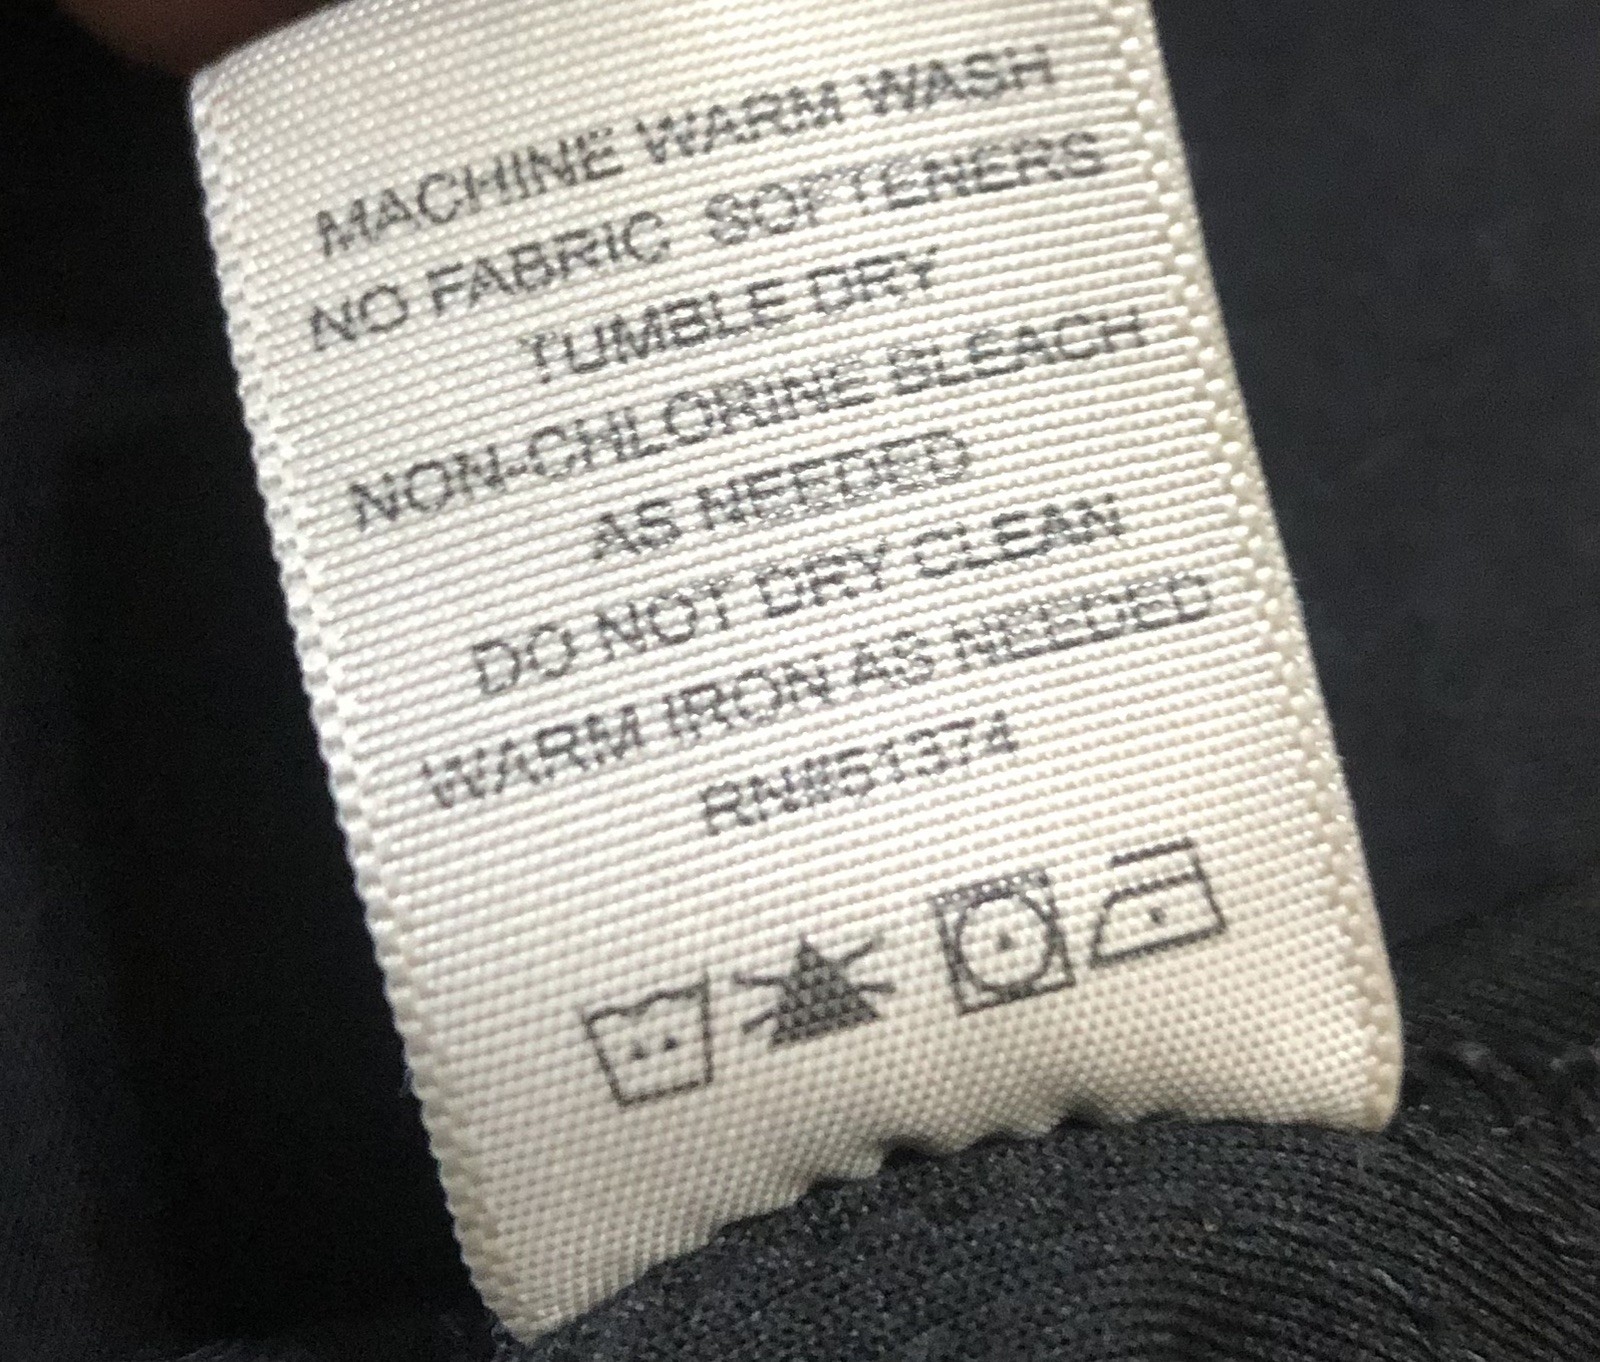 MACHINE WARM WASH
NO FABRIC SOFTENERS
TUMBLE DRY
NON-CHLORINE BLEACH
AS NEEDED
DO NOT DRY CLEAN
WARM IRON AS NEEDED
RN#51374